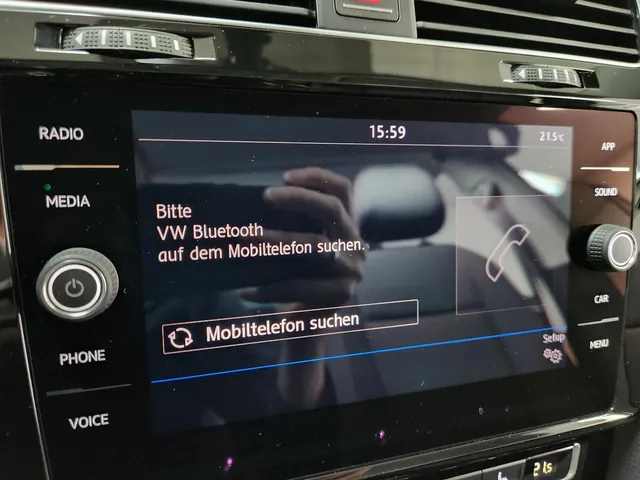 15:59
21.5°C
RADIO
MEDIA
PHONE
VOICE
Bitte
VW Bluetooth
auf dem Mobiltelefon suchen.
Mobiltelefon suchen
Setup
APP
SOUND
CAR
MENU